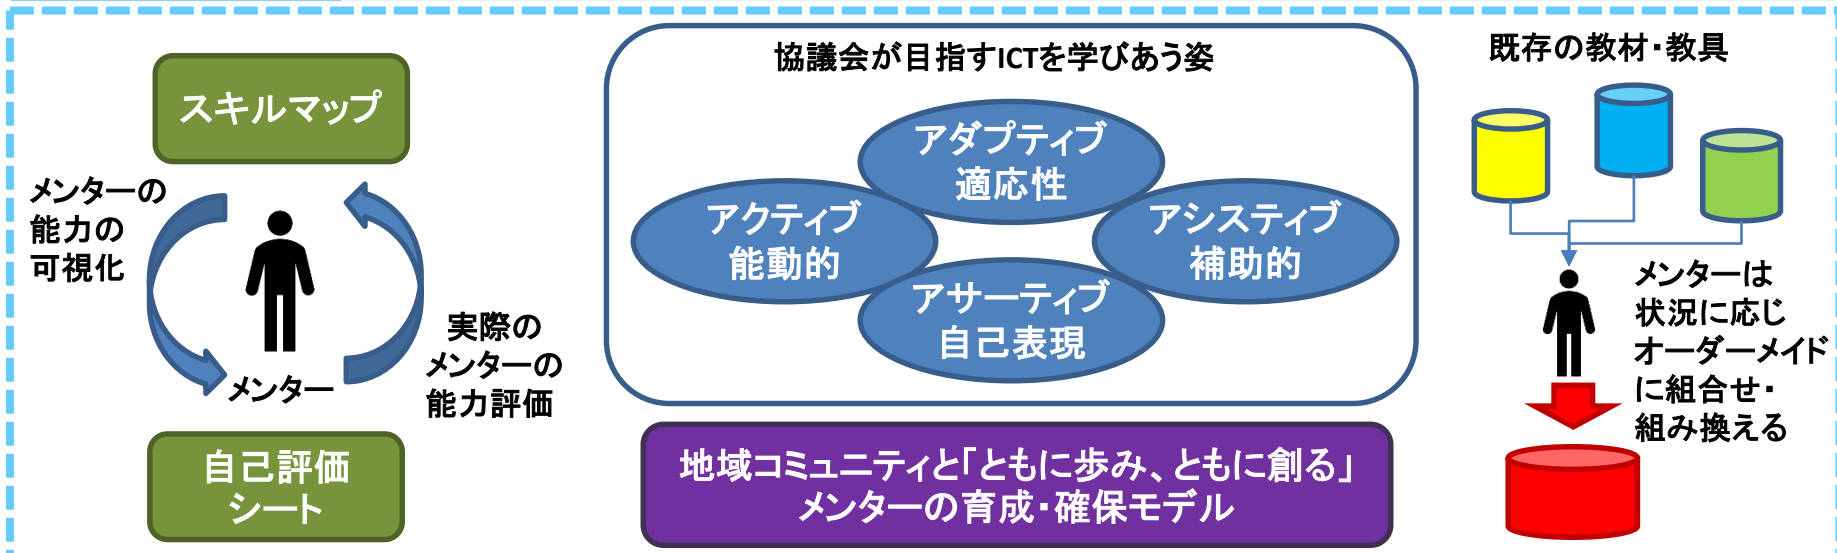 スキルマップ
メンターの
能力の
可視化
メンター
実際の
メンターの
能力評価
自己評価
シート
協議会が目指すICTを学びあう姿
アダプティブ
適応性
アクティブ
能動的
アシスティブ
補助的
アサーティブ
自己表現
地域コミュニティと「ともに歩み、ともに創る」
メンターの育成・確保モデル
既存の教材・教具
メンターは
状況に応じ
オーダーメイド
に組合せ・
組み換える